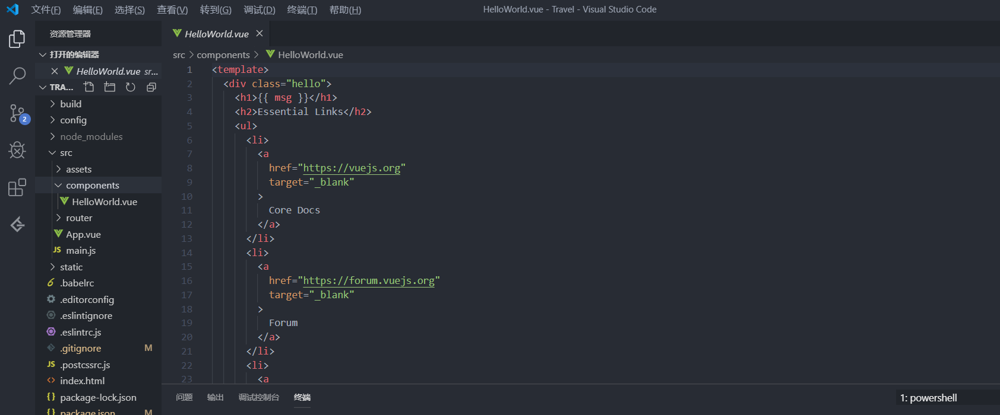 文件(F) 编辑(E) 选择(S) 查看(V) 转到(G) 调试(D) 终端(T) 帮助(H) HelloWorld.vue - Travel - Visual Studio Code
资源管理器
打开的编辑器
HelloWorld.vue sr...
TRA...
build
config
node_modules
src
assets
components
HelloWorld.vue
router
App.vue
JS main.js
static
.babelrc
.editorconfig
.eslintignore
.eslintrc.js
.gitignore M
JS .postcssrc.js
<> index.html
{} package-lock.json
{} package.json M
2
HelloWorld.vue
src > components > HelloWorld.vue
1 <template>
2 <div class="hello">
3 <h1>{{ msg }}</h1>
4 <h2>Essential Links</h2>
5 <ul>
6 <li>
7 <a
8 href="https://vuejs.org"
9 target="_blank"
10 >
11 Core Docs
12 </a>
13 </li>
14 <li>
15 <a
16 href="https://forum.vuejs.org"
17 target="_blank"
18 >
19 Forum
20 </a>
21 </li>
22 <li>
23 <a
问题 输出 调试控制台 终端 1: powershell